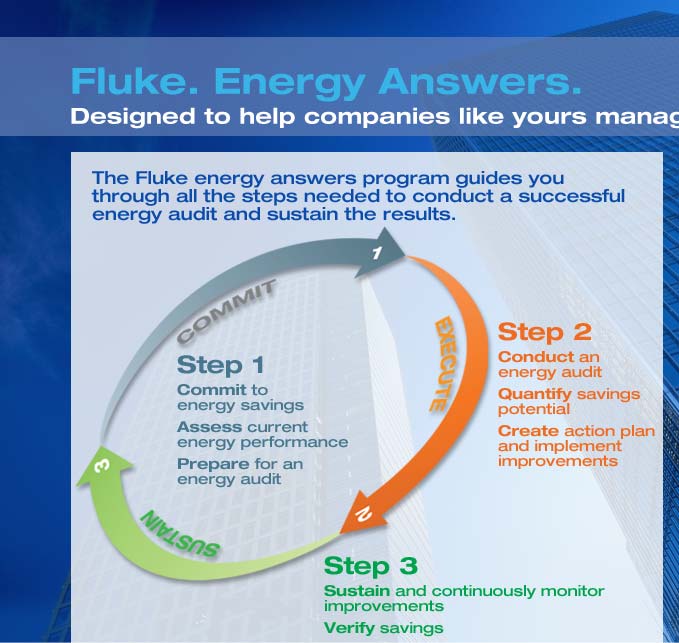 Fluke. Energy Answers.
Designed to help companies like yours manag
The Fluke energy answers program guides you
through all the steps needed to conduct a successful
energy audit and sustain the results.
1
COMMIT
Step 1
Commit to
energy savings
Assess current
energy performance
Prepare for an
energy audit
EXECUTE
2
Step 2
Conduct an
energy audit
Quantify savings
potential
Create action plan
and implement
improvements
3
SUSTAIN
Step 3
Sustain and continuously monitor
improvements
Verify savings